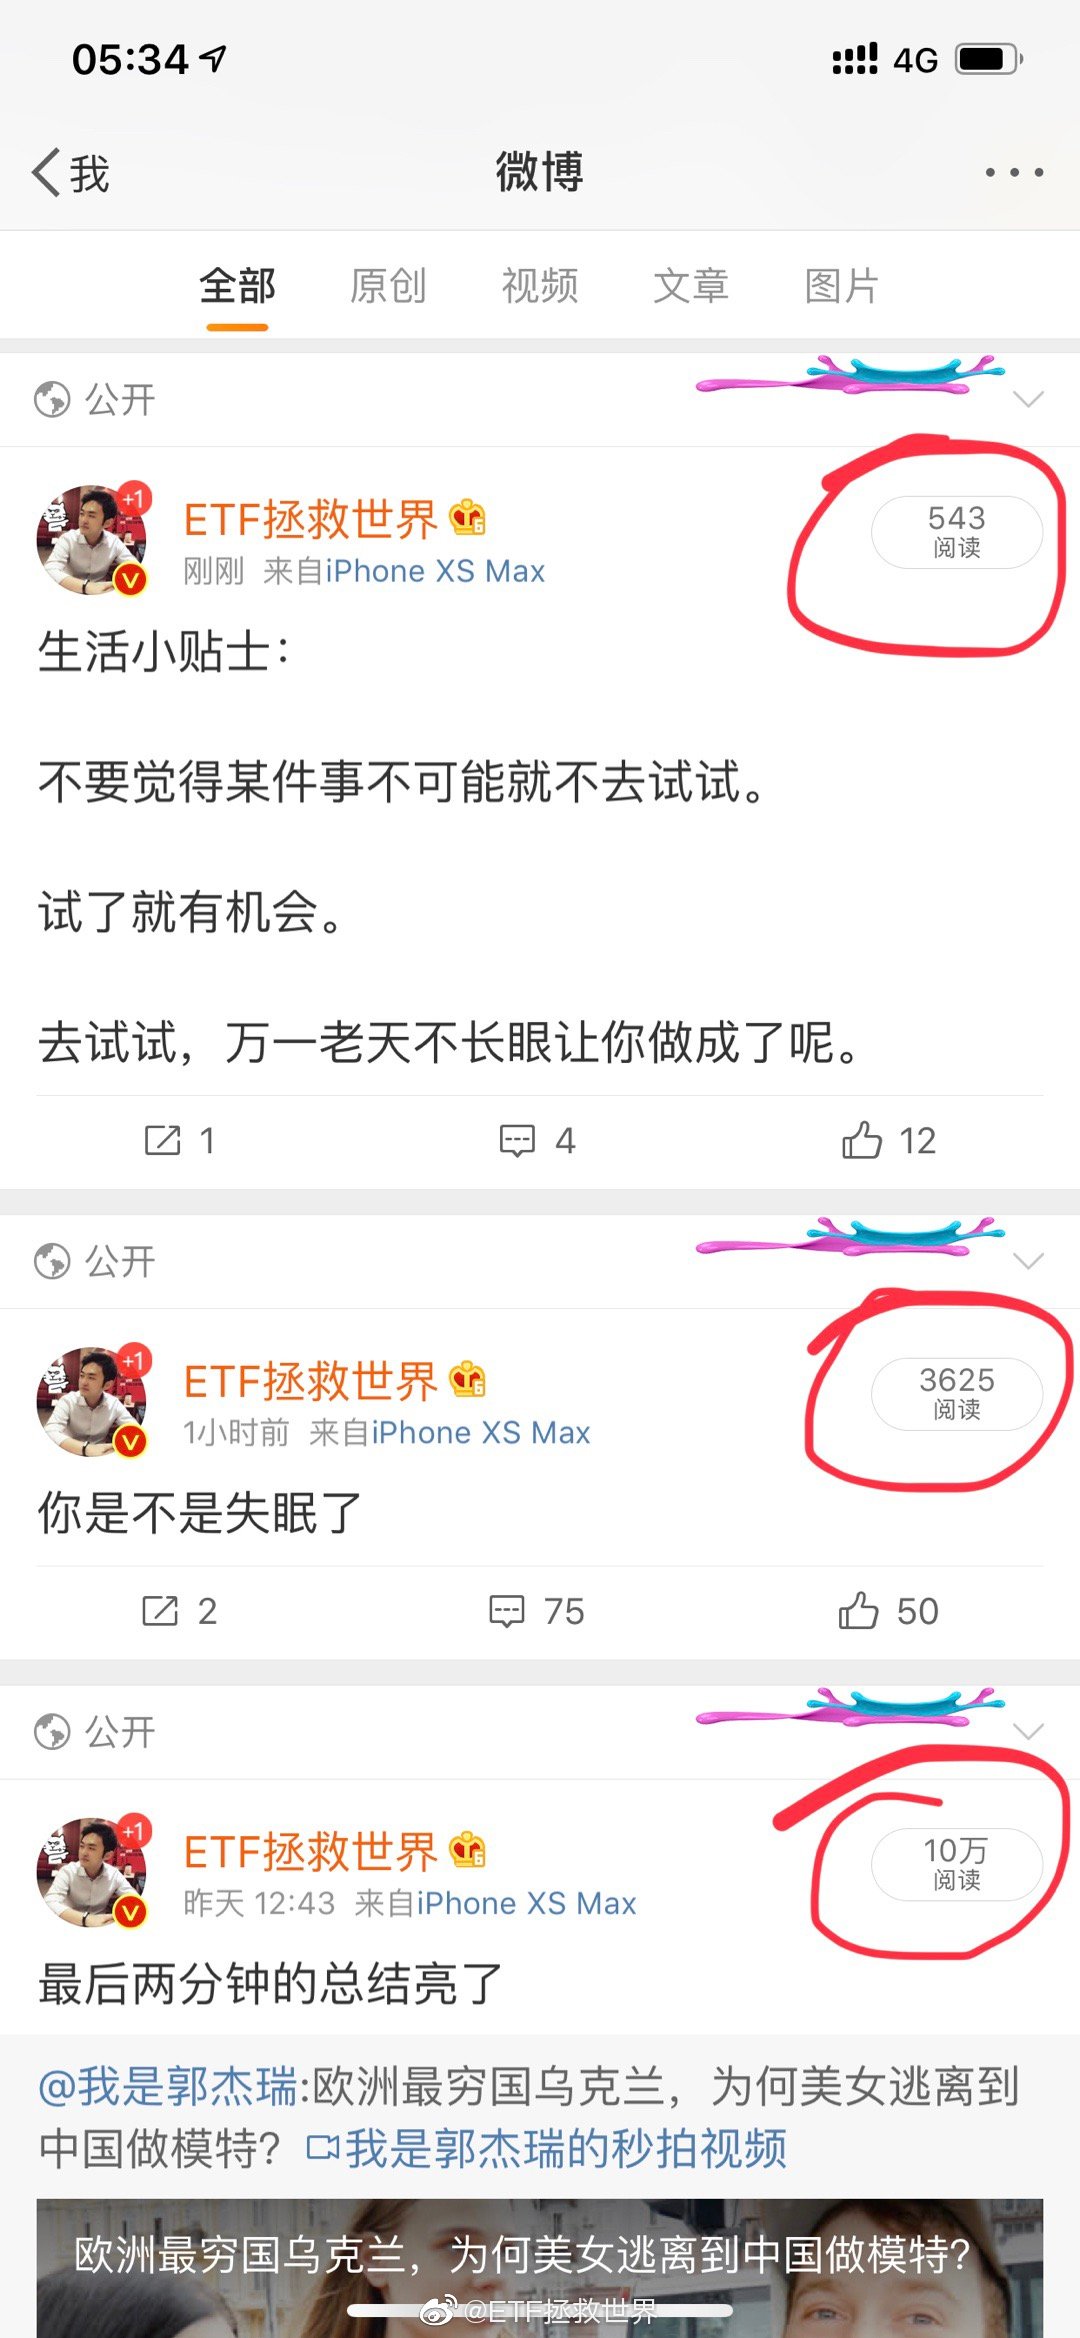 05:34
4G
我
微博
全部 原创 视频 文章 图片
公开
+1
ETF拯救世界
6
543
阅读
刚刚 来自iPhone XS Max
V
生活小贴士：
不要觉得某件事不可能就不去试试。
试了就有机会。
去试试，万一老天不长眼让你做成了呢。
1 4 12
公开
+1
ETF拯救世界
6
3625
阅读
1小时前 来自iPhone XS Max
V
你是不是失眠了
2 75 50
公开
+1
ETF拯救世界
6
10万
阅读
昨天 12:43 来自iPhone XS Max
V
最后两分钟的总结亮了
@我是郭杰瑞:欧洲最穷国乌克兰，为何美女逃离到
中国做模特？我是郭杰瑞的秒拍视频
欧洲最穷国乌克兰，为何美女逃离到中国做模特？
@ETF拯救世界